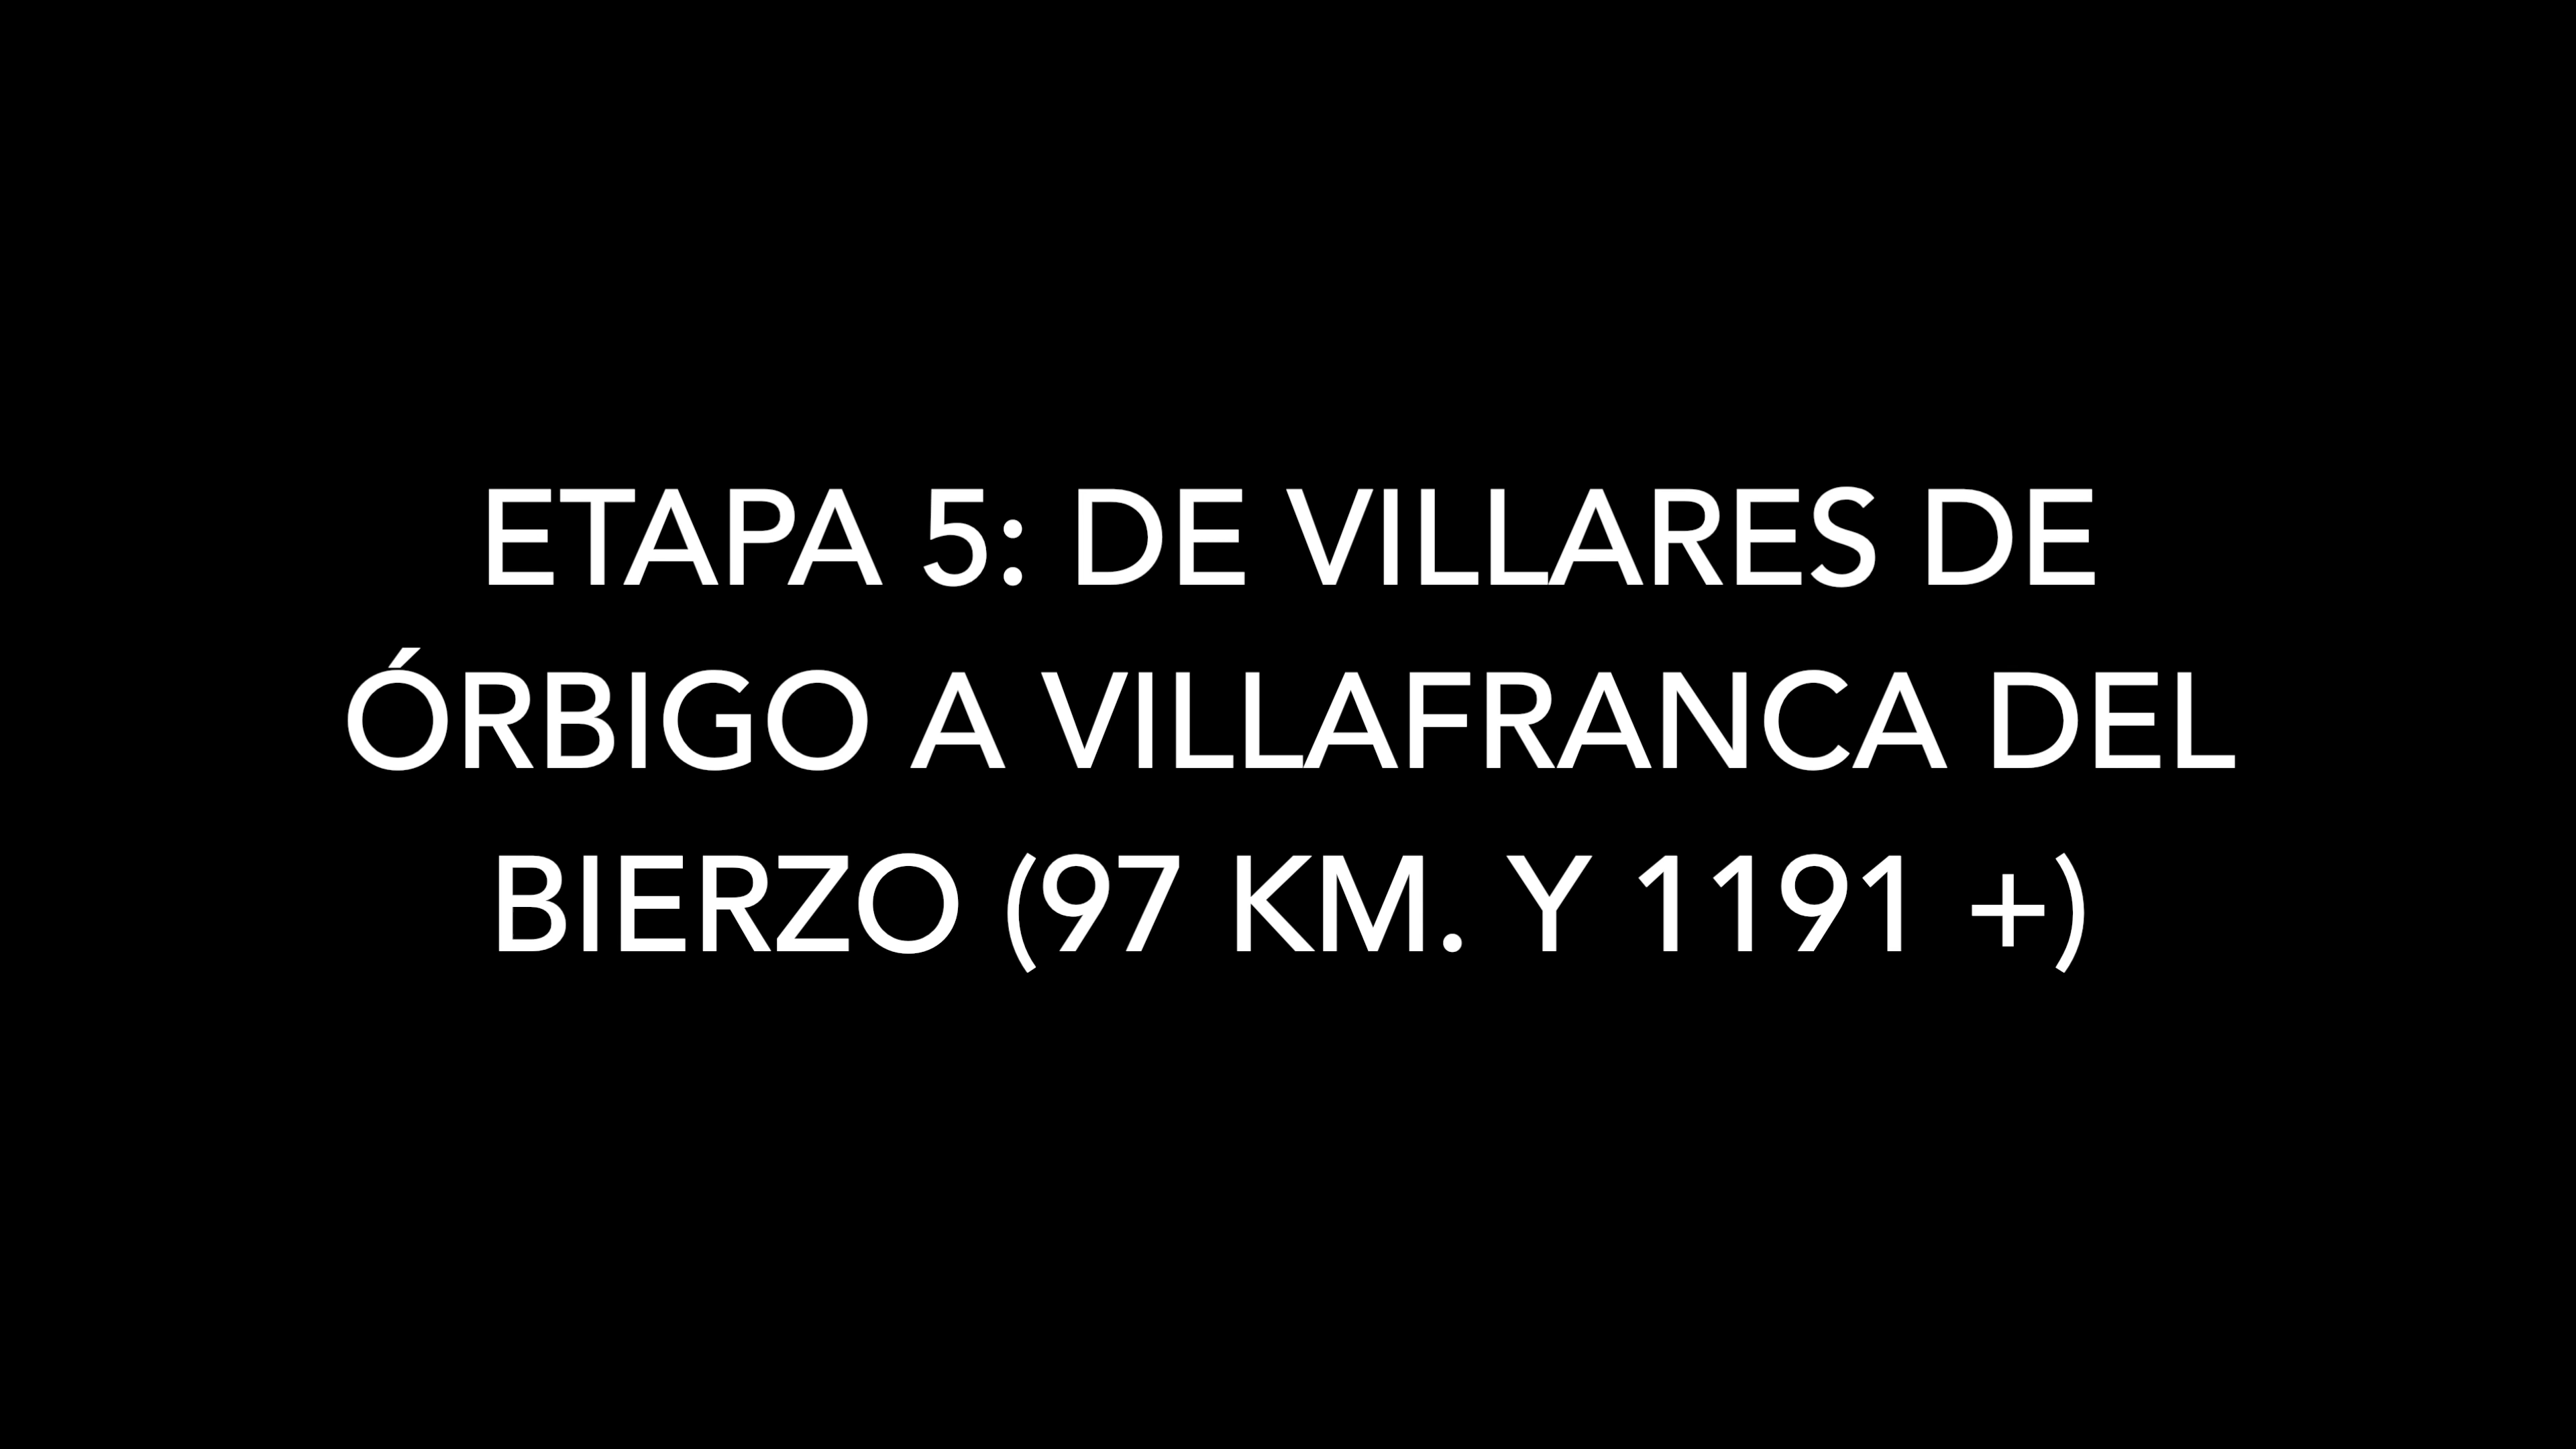 ETAPA 5: DE VILLARES DE
ÓRBIGO A VILLAFRANCA DEL
BIERZO (97 KM. Y 1191 +)